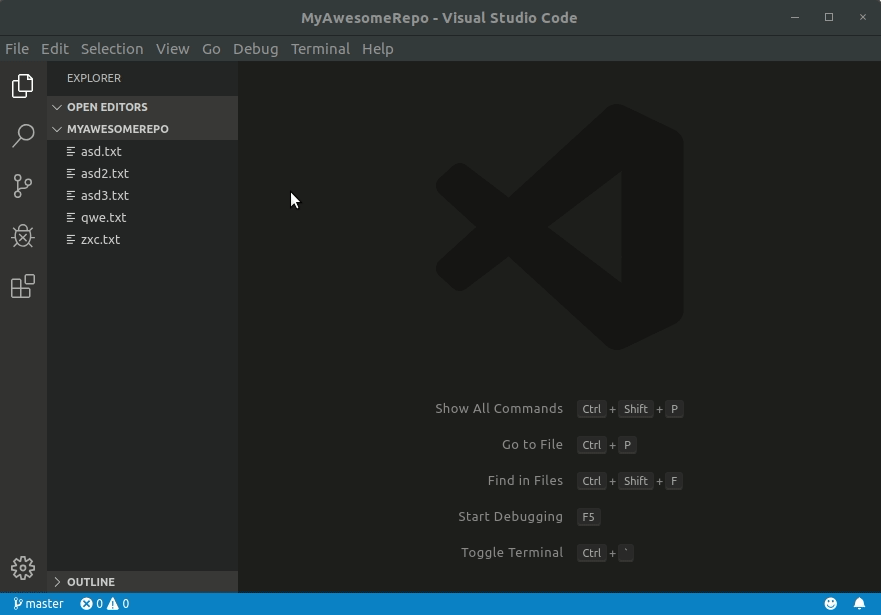 MyAwesomeRepo - Visual Studio Code
File Edit Selection View Go Debug Terminal Help
EXPLORER
OPEN EDITORS
MYAWESOMEREPO
asd.txt
asd2.txt
asd3.txt
qwe.txt
zxc.txt
Show All Commands Ctrl + Shift + P
Go to File Ctrl + P
Find in Files Ctrl + Shift + F
Start Debugging F5
Toggle Terminal Ctrl + `
OUTLINE
master 0 0